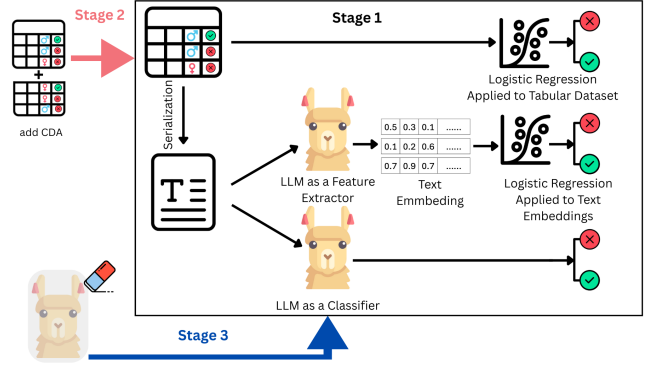 Stage 2
Stage 1
+
add CDA
Serialization
Logistic Regression
Applied to Tabular Dataset
T
LLM as a Feature
Extractor
0.5 0.3 0.1 ......
0.1 0.2 0.6 ......
0.7 0.9 0.7 ......
Text
Emmbeding
Logistic Regression
Applied to Text
Embeddings
LLM as a Classifier
Stage 3